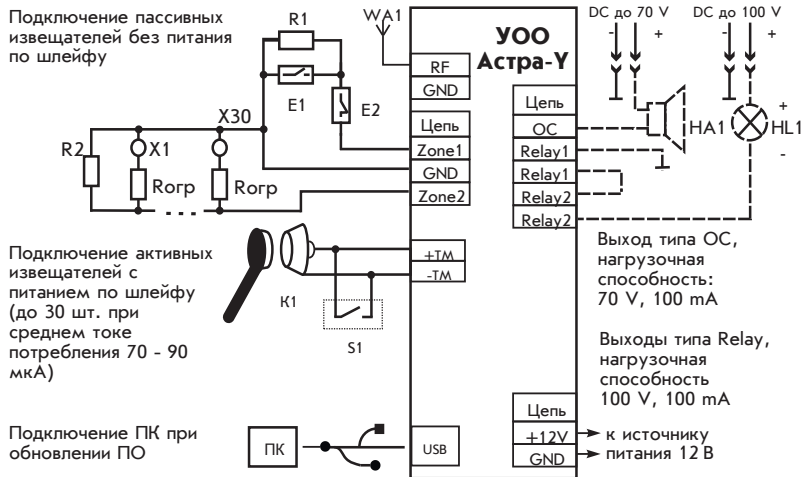 Подключение пассивных
извещателей без питания
по шлейфу
R1
E1
E2
X30
R2
X1
Rогр
Rогр
WA1
УОО
Астра-Y
RF
GND
Цепь
Zone1
GND
Zone2
+TM
-TM
USB
Цепь
OC
Relay1
Relay1
Relay2
Relay2
DC до 70 V
- +
DC до 100 V
- +
HA1
+
HL1
-
Подключение активных
извещателей с
питанием по шлейфу
(до 30 шт. при
среднем токе
потребления 70 - 90
мкА)
К1
S1
Выход типа ОС,
нагрузочная
способность:
70 V, 100 mA
Выходы типа Relay,
нагрузочная
способность
100 V, 100 mA
Подключение ПК при
обновлении ПО
ПК
Цепь
+12V
GND
к источнику
питания 12 В